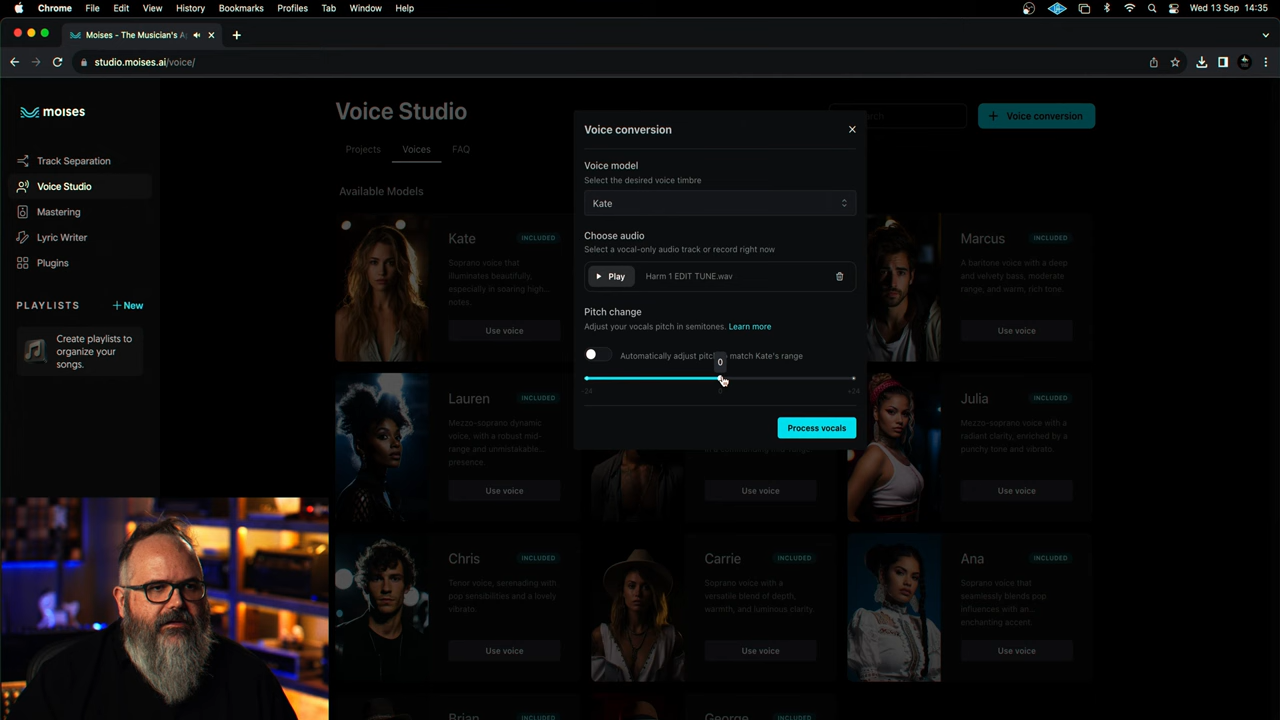 Chrome File Edit View History Bookmarks Profiles Tab Window Help
Wed 13 Sep 14:35
Moises - The Musician's A
studio.moises.ai/voice/
moises
Track Separation
Voice Studio
Mastering
Lyric Writer
Plugins
PLAYLISTS
+ New
Create playlists to
organize your
songs.
Voice Studio
+ Voice conversion
Projects Voices FAQ
Available Models
Voice conversion
Voice model
Select the desired voice timbre
Kate
Choose audio
Select a vocal-only audio track or record right now
Play
Harm 1 EDIT TUNE.wav
Pitch change
Adjust your vocals pitch in semitones. Learn more
Automatically adjust match Kate's range
0
-24
+24
Process vocals
Kate
INCLUDED
Soprano voice that
illuminates beautifully,
especially in soaring high...
notes.
Use voice
Marcus
INCLUDED
A baritone voice with a deep
and velvety bass, moderate
range, and warm, rich tone.
Use voice
Lauren
INCLUDED
Mezzo-soprano dynamic
voice, with a robust mid-
range and unmistakable
presence.
Use voice
Use voice
Julia
INCLUDED
Mezzo-soprano voice with a
radiant clarity, enriched by a
punchy tone and vibrato.
Use voice
Chris
INCLUDED
Tenor voice, serenading with
pop sensibilities and a lovely
vibrato.
Use voice
Carrie
INCLUDED
Soprano voice with a
versatile blend of depth,
warmth, and luminous clarity.
Use voice
Ana
INCLUDED
Soprano voice that
seamlessly blends pop
influences with an
enchanting accent.
Use voice
Brian
George